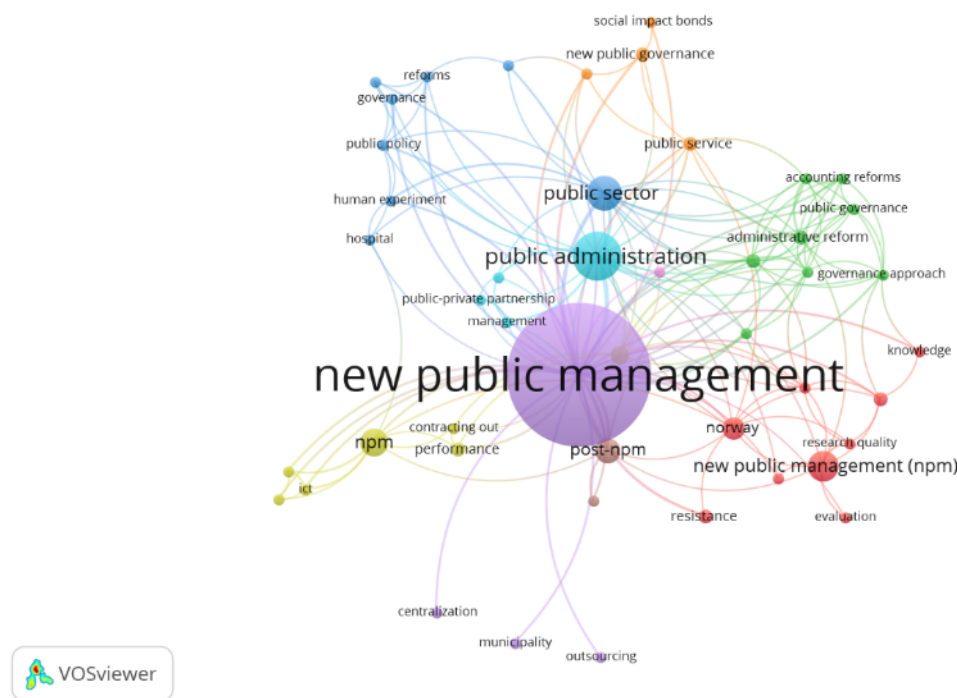 social impact bonds
new public governance
reforms
governance
public policy
public service
human experiment
public sector
accounting reforms
public governance
hospital
administrative reform
public administration
governance approach
public-private partnership
management
knowledge
new public management
contracting out
norway
npm
performance
post-npm
research quality
new public management (npm)
ict
resistance
evaluation
centralization
municipality
outsourcing
VOSviewer